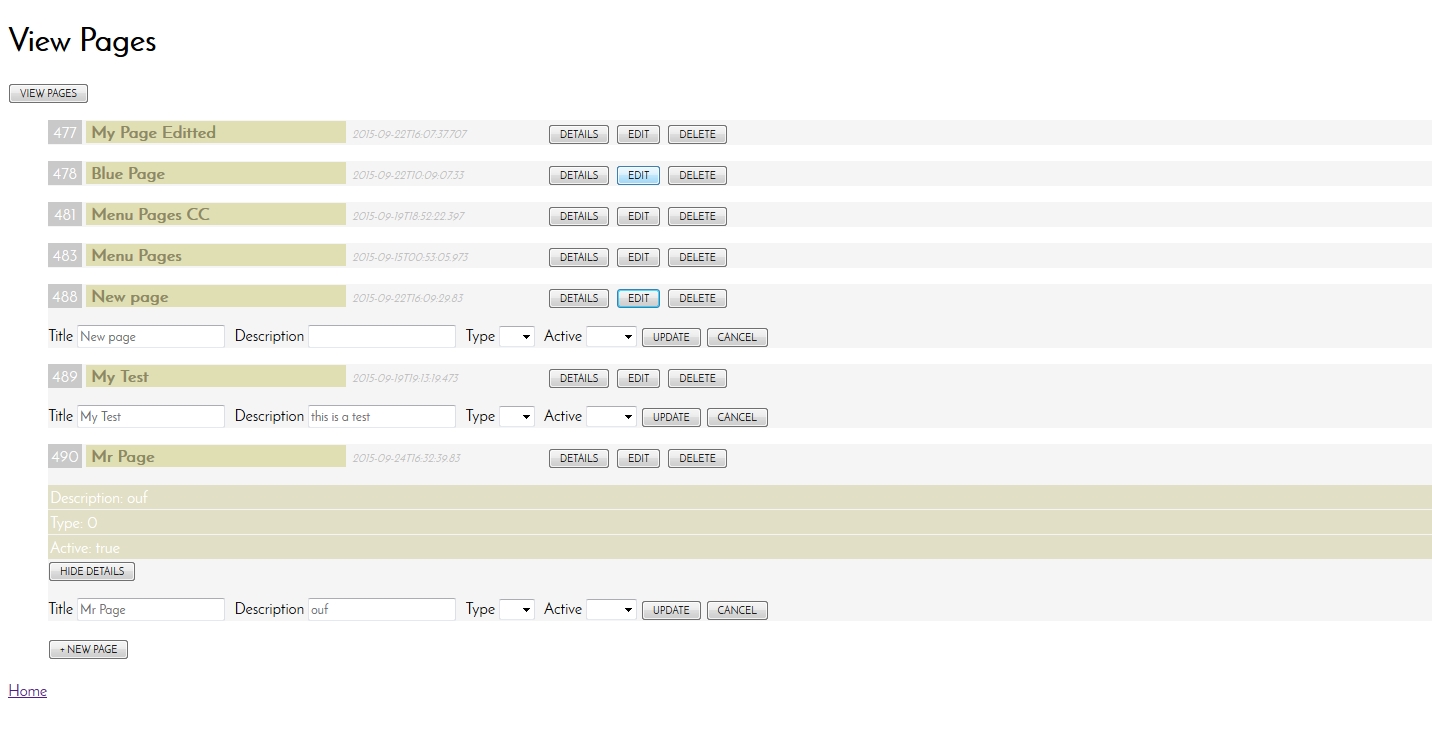 View Pages
VIEW PAGES
477 My Page Editted 2015-09-22T16:07:37.707 DETAILS EDIT DELETE
478 Blue Page 2015-09-22T10:09:07.33 DETAILS EDIT DELETE
481 Menu Pages CC 2015-09-19T18:52:22.397 DETAILS EDIT DELETE
483 Menu Pages 2015-09-15T00:53:05.973 DETAILS EDIT DELETE
488 New page 2015-09-22T16:09:29.83 DETAILS EDIT DELETE
Title New page Description Type Active UPDATE CANCEL
489 My Test 2015-09-19T19:13:19.473 DETAILS EDIT DELETE
Title My Test Description this is a test Type Active UPDATE CANCEL
490 Mr Page 2015-09-24T16:32:39.83 DETAILS EDIT DELETE
Description: ouf
Type: 0
Active: true
HIDE DETAILS
Title Mr Page Description ouf Type Active UPDATE CANCEL
+ NEW PAGE
Home